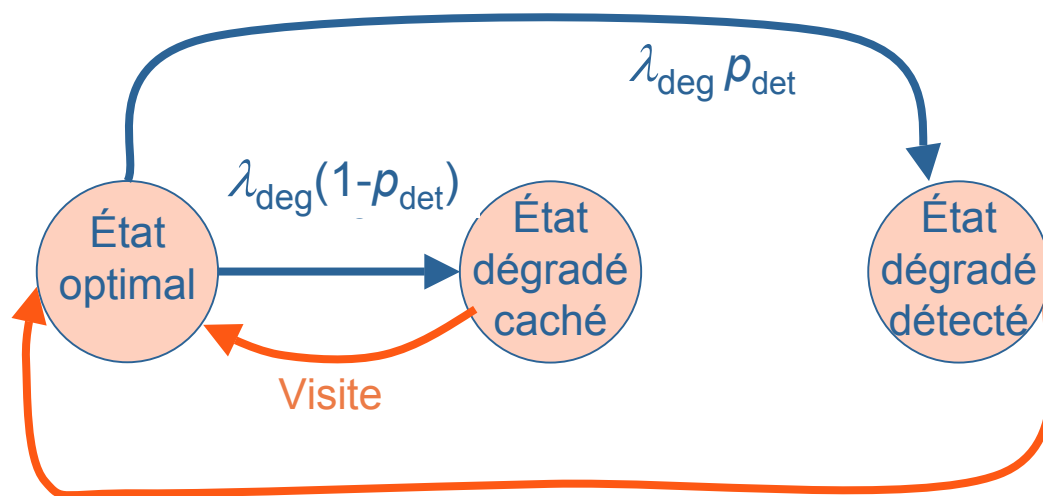 λdeg pdet
λdeg(1-pdet)
État
optimal
État
dégradé
caché
État
dégradé
détecté
Visite